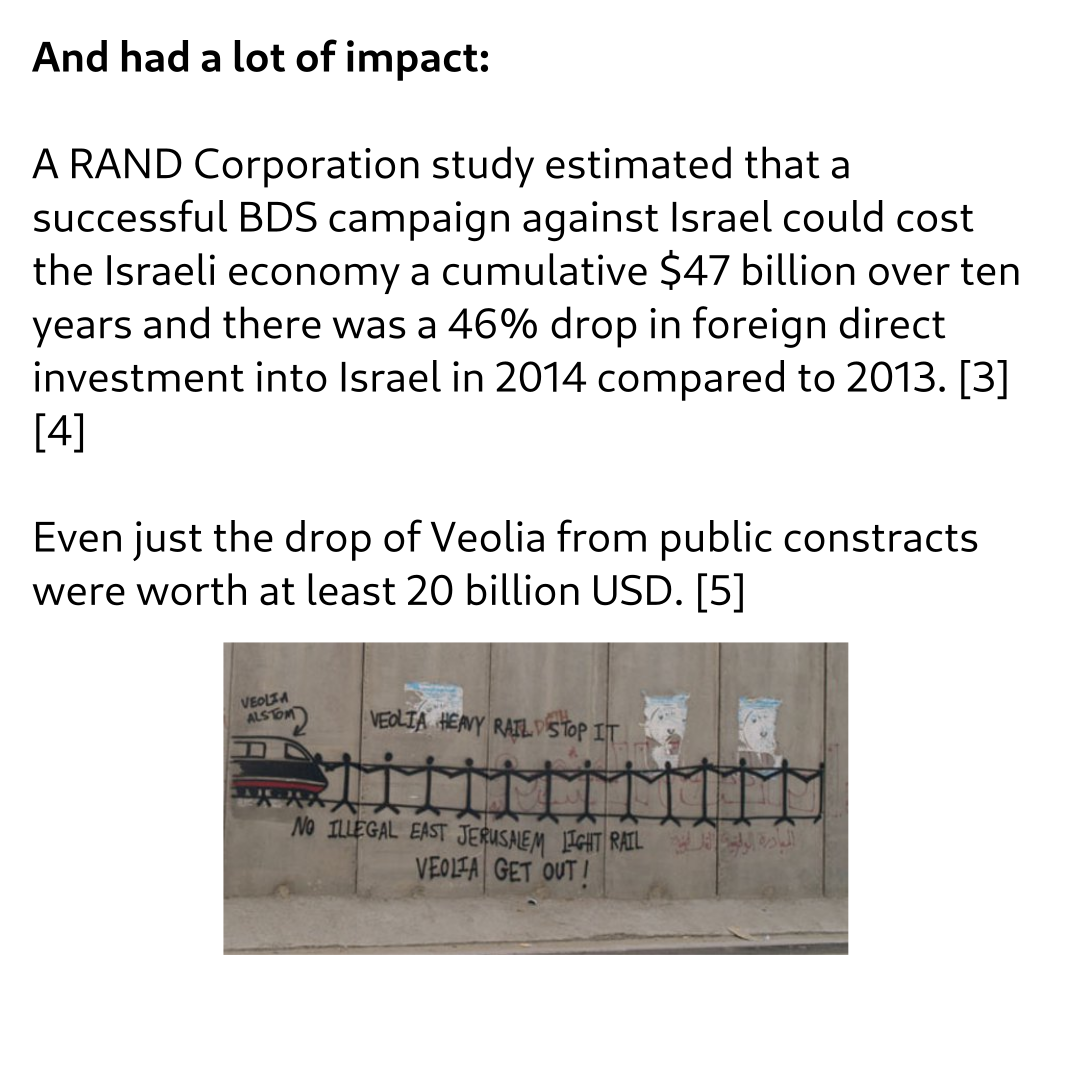 And had a lot of impact:
A RAND Corporation study estimated that a
successful BDS campaign against Israel could cost
the Israeli economy a cumulative $47 billion over ten
years and there was a 46% drop in foreign direct
investment into Israel in 2014 compared to 2013. [3]
[4]
Even just the drop of Veolia from public constracts
were worth at least 20 billion USD. [5]
VEOLIA
ALSTOM
VEOLIA HEAVY RAIL STOP IT
NO ILLEGAL EAST JERUSALEM LIGHT RAIL
VEOLIA GET OUT!